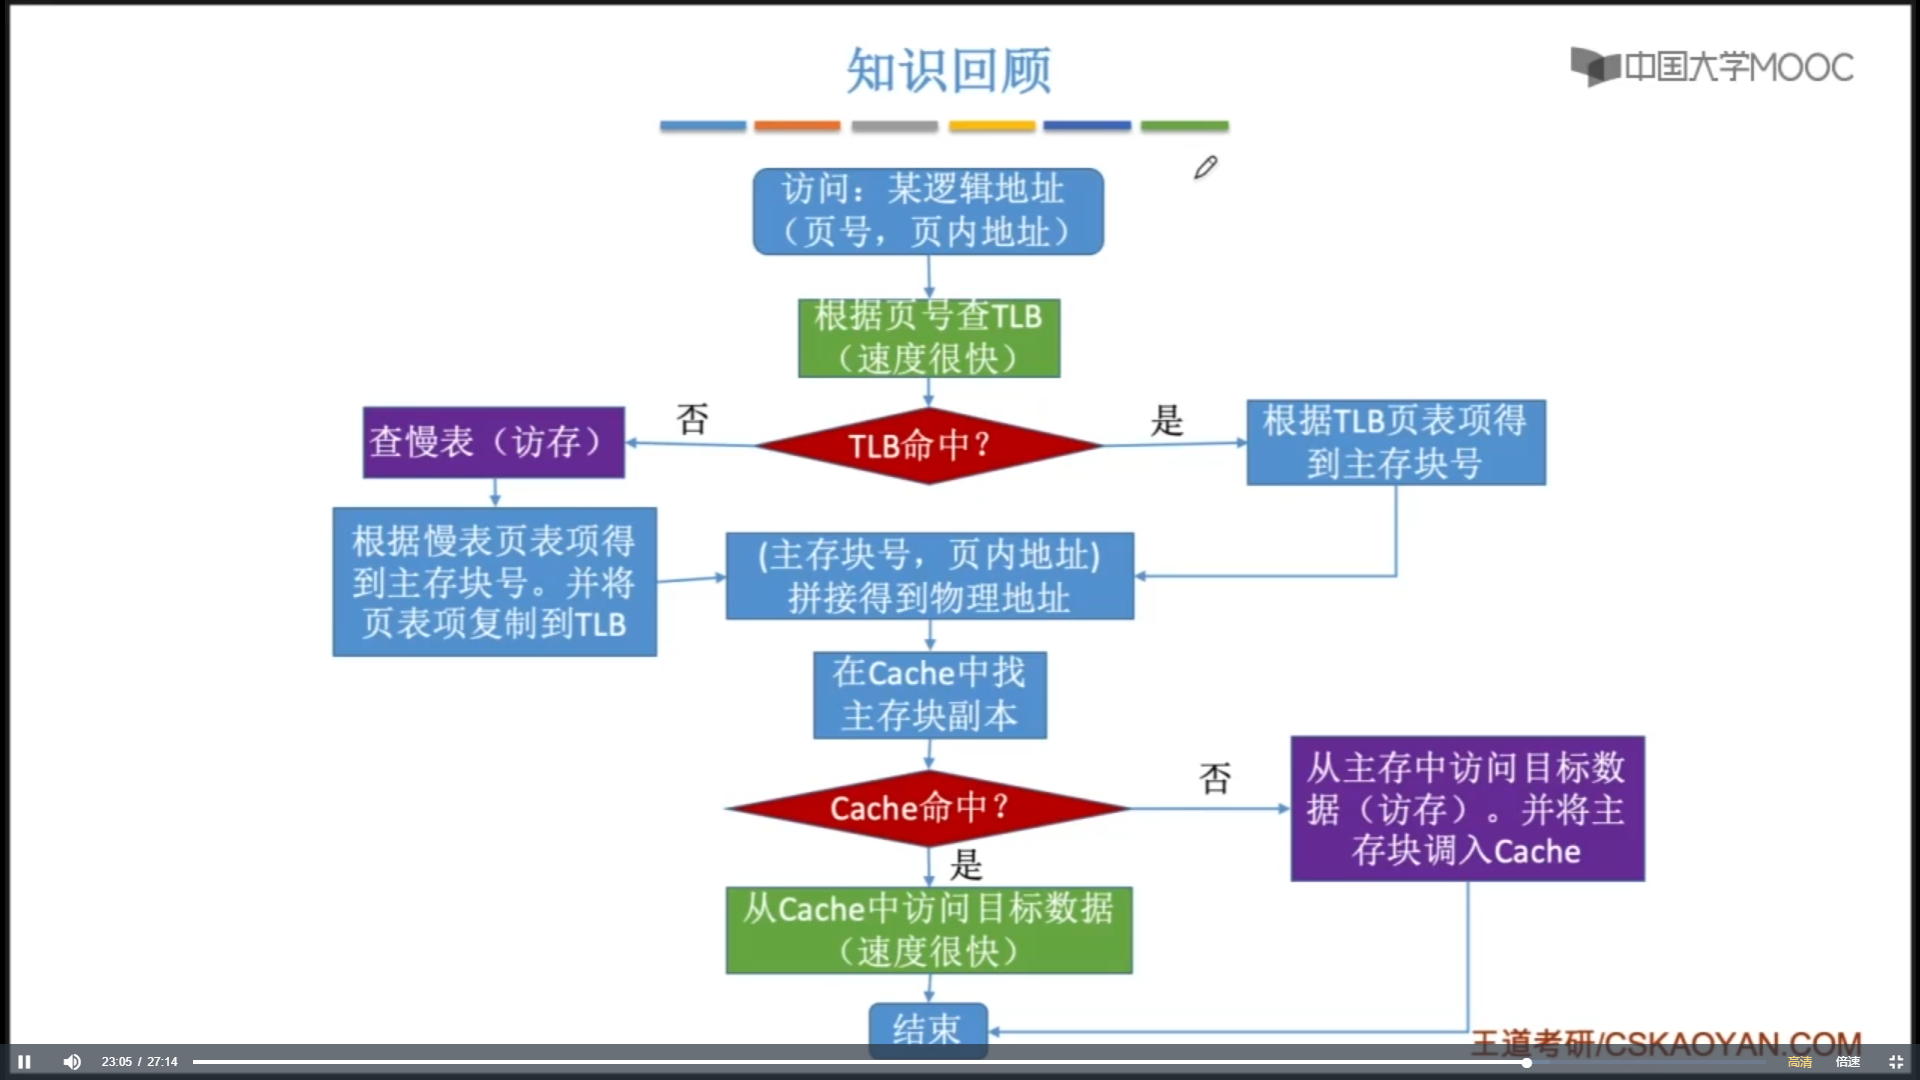 知识回顾
中国大学MOOC
访问：某逻辑地址
（页号，页内地址）
根据页号查TLB
（速度很快）
否
TLB命中？
是
查慢表（访存）
根据TLB页表项得
到主存块号
根据慢表页表项得
到主存块号。并将
页表项复制到TLB
(主存块号，页内地址)
拼接得到物理地址
在Cache中找
主存块副本
Cache命中？
否
从主存中访问目标数
据（访存）。并将主
存块调入Cache
是
从Cache中访问目标数据
（速度很快）
结束
王道考研/CSKAOYAN.COM
23:05 / 27:14
高清
倍速